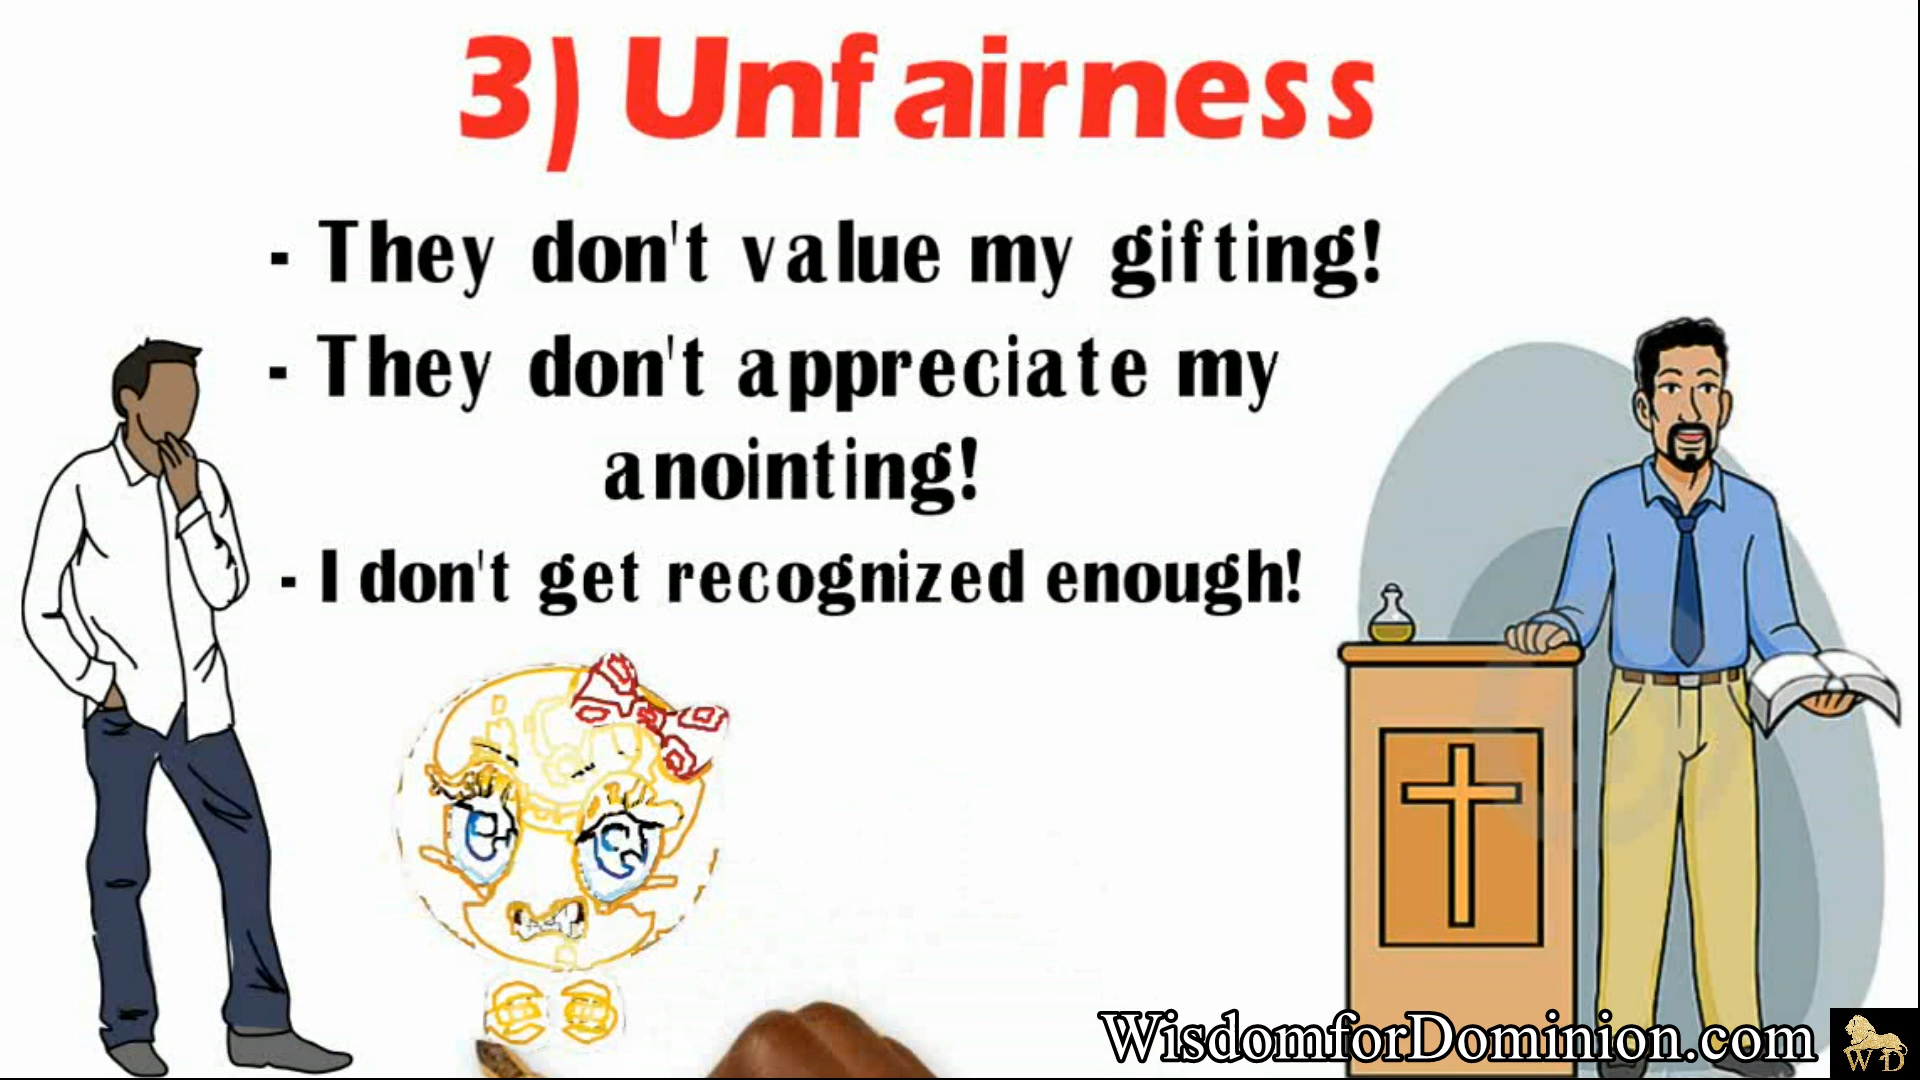 3) Unfairness
- They don't value my gifting!
- They don't appreciate my
anointing!
- I don't get recognized enough!
WisdomforDominion.com
WD